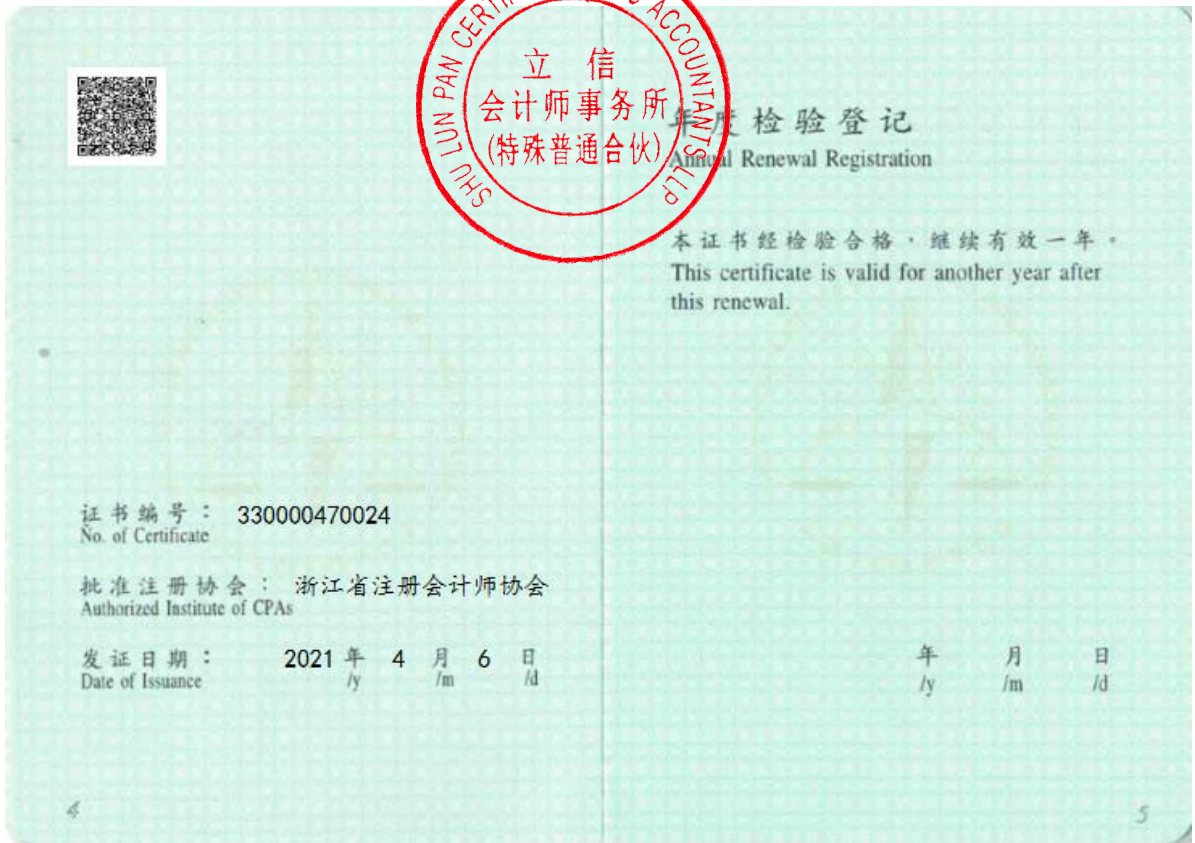 SHU LUN PAN ACCOUNTANTS LLP
立 信
会计师事务所
(特殊普通合伙)
年度检验登记
Annual Renewal Registration
本证书经检验合格，继续有效一年。
This certificate is valid for another year after
this renewal.
证书编号： 330000470024
No. of Certificate
批准注册协会： 浙江省注册会计师协会
Authorized Institute of CPAs
发证日期： 2021 年 4 月 6 日
Date of Issuance /y /m /d
年 月 日
/y /m /d
4
5